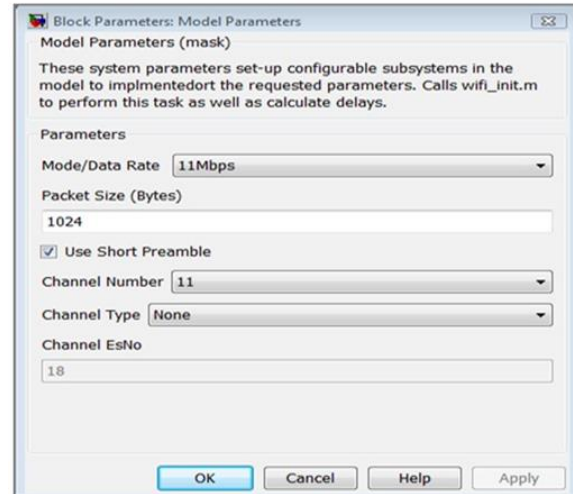 Block Parameters: Model Parameters
Model Parameters (mask)
These system parameters set-up configurable subsystems in the
model to implmentedort the requested parameters. Calls wifi_init.m
to perform this task as well as calculate delays.
Parameters
Mode/Data Rate 11Mbps
Packet Size (Bytes)
1024
Use Short Preamble
Channel Number 11
Channel Type None
Channel EsNo
18
OK Cancel Help Apply